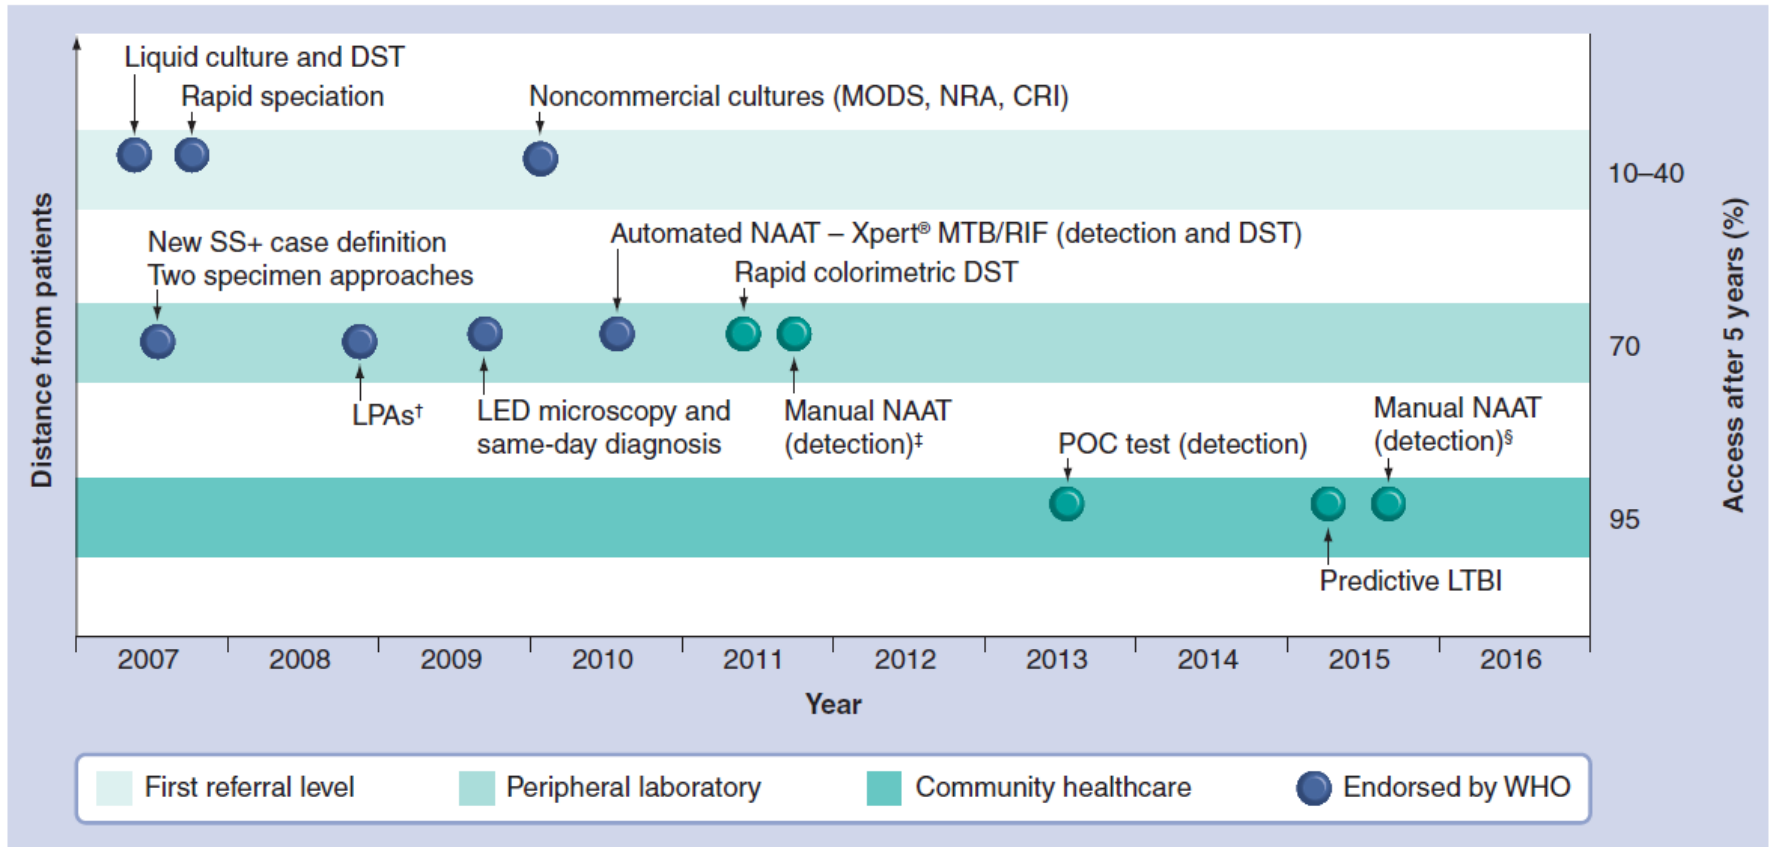 Liquid culture and DST
Rapid speciation
Noncommercial cultures (MODS, NRA, CRI)
10–40
New SS+ case definition
Two specimen approaches
Automated NAAT – Xpert® MTB/RIF (detection and DST)
Rapid colorimetric DST
70
LPAs†
LED microscopy and
same-day diagnosis
Manual NAAT
(detection)‡
POC test (detection)
Manual NAAT
(detection)§
95
Predictive LTBI
Distance from patients
Access after 5 years (%)
2007 2008 2009 2010 2011 2012 2013 2014 2015 2016
Year
First referral level
Peripheral laboratory
Community healthcare
Endorsed by WHO